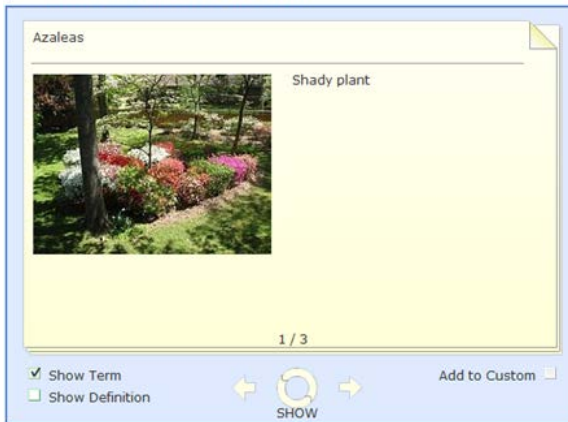 Azaleas
Shady plant
1 / 3
Show Term
Show Definition
SHOW
Add to Custom